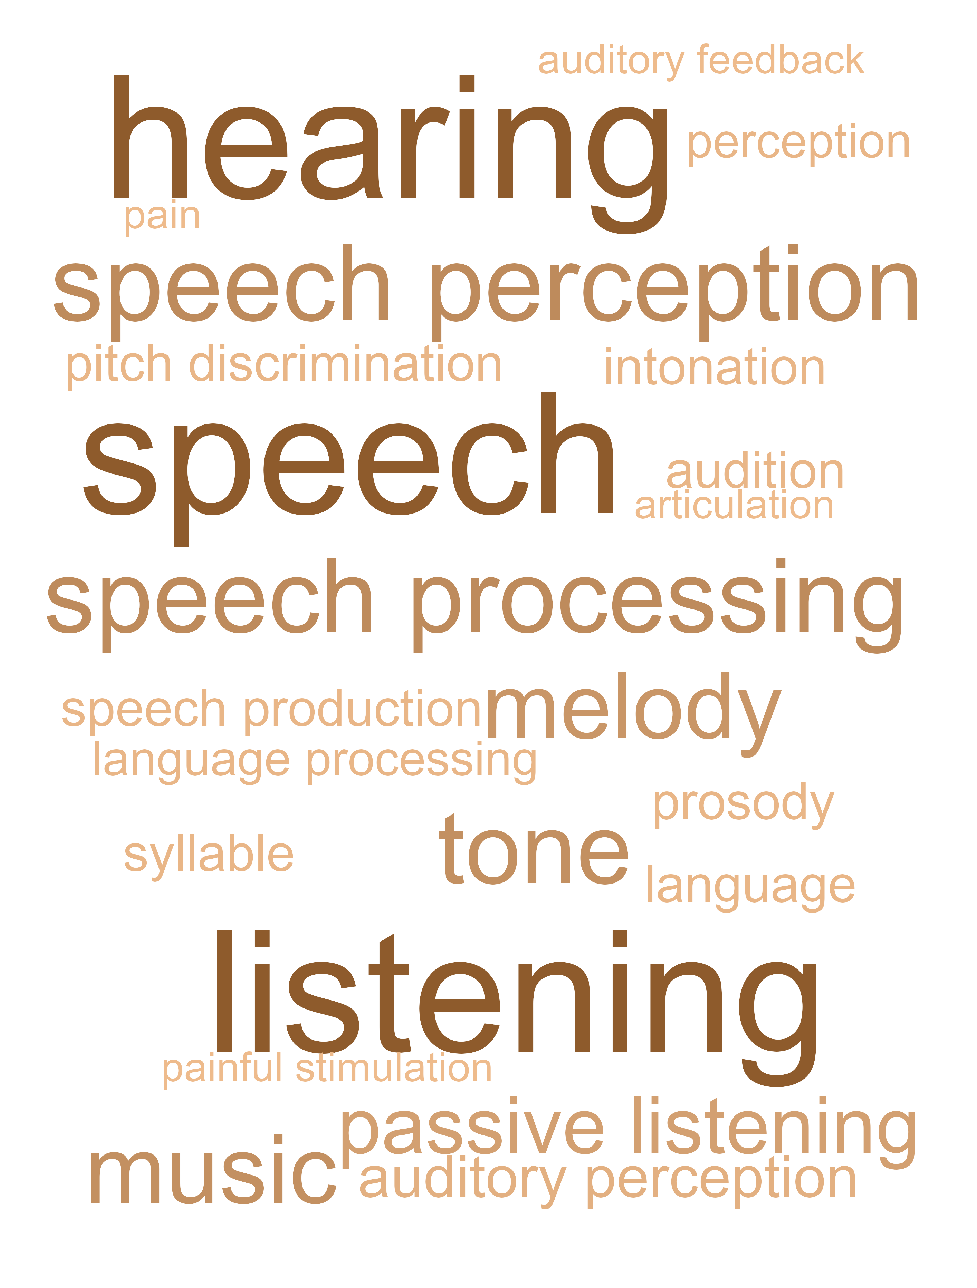 auditory feedback
hearing
perception
pain
speech perception
pitch discrimination
intonation
speech
audition
articulation
speech processing
speech production
melody
language processing
prosody
tone
syllable
language
listening
painful stimulation
passive listening
music
auditory perception